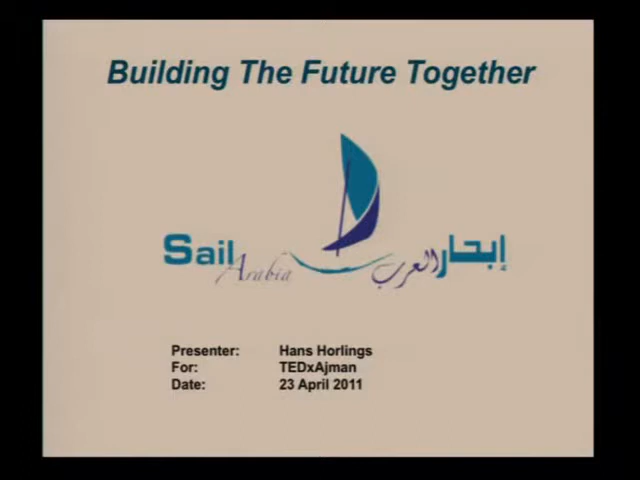 Building The Future Together
Sail Arabia
إبحار العرب
Presenter: Hans Horlings
For: TEDxAjman
Date: 23 April 2011